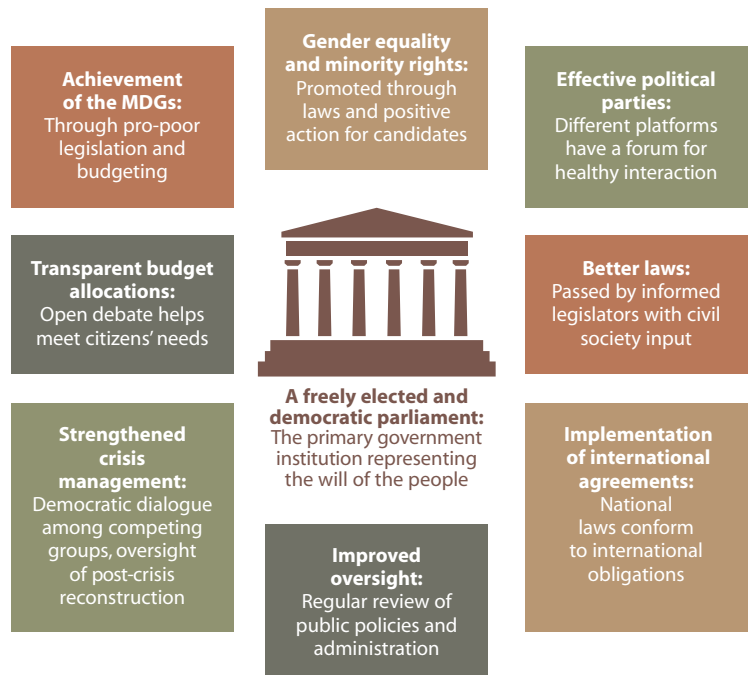 Achievement
of the MDGs:
Through pro-poor
legislation and
budgeting
Gender equality
and minority rights:
Promoted through
laws and positive
action for candidates
Effective political
parties:
Different platforms
have a forum for
healthy interaction
Transparent budget
allocations:
Open debate helps
meet citizens’ needs
Better laws:
Passed by informed
legislators with civil
society input
A freely elected and
democratic parliament:
The primary government
institution representing
the will of the people
Strengthened
crisis
management:
Democratic dialogue
among competing
groups, oversight
of post-crisis
reconstruction
Implementation
of international
agreements:
National
laws conform
to international
obligations
Improved
oversight:
Regular review of
public policies and
administration